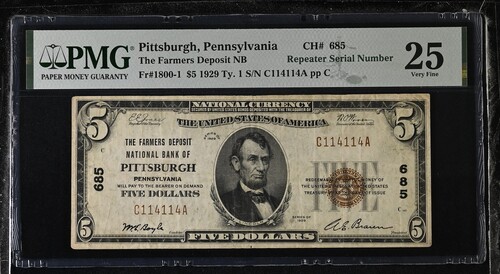 PMG
PAPER MONEY GUARANTY
Pittsburgh, Pennsylvania
CH# 685
The Farmers Deposit NB
Repeater Serial Number
Fr#1800-1 $5 1929 Ty. 1 S/N C114114A pp C
25
Very Fine
NATIONAL CURRENCY
THE UNITED STATES OF AMERICA
5
5
C114114A
THE FARMERS DEPOSIT
NATIONAL BANK OF
PITTSBURGH
PENNSYLVANIA
WILL PAY TO THE BEARER ON DEMAND
FIVE DOLLARS
685
685
C114114A
SERIES OF
1929
5
FIVE DOLLARS
5